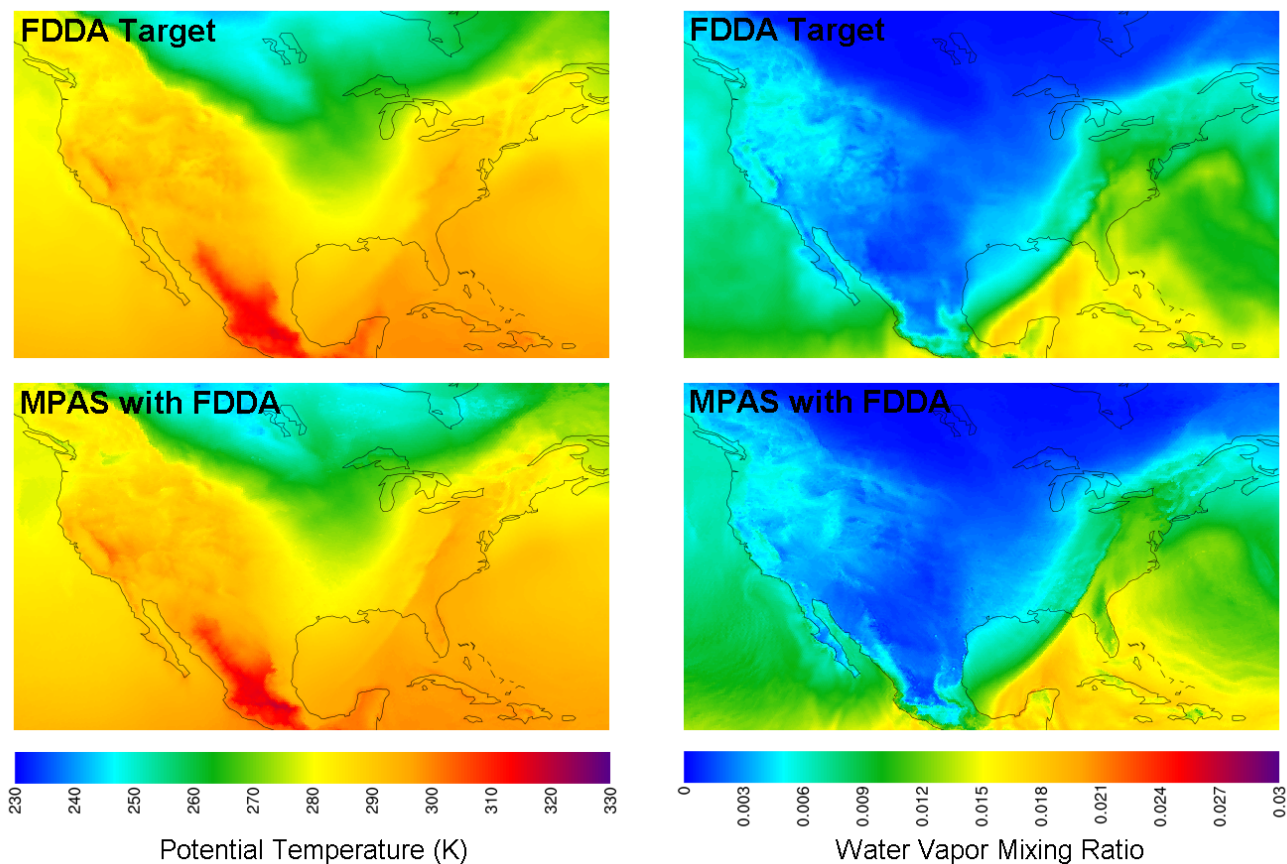 FDDA Target
FDDA Target
MPAS with FDDA
MPAS with FDDA
230 240 250 260 270 280 290 300 310 320 330
0 0.003 0.006 0.009 0.012 0.015 0.018 0.021 0.024 0.027 0.03
Potential Temperature (K)
Water Vapor Mixing Ratio